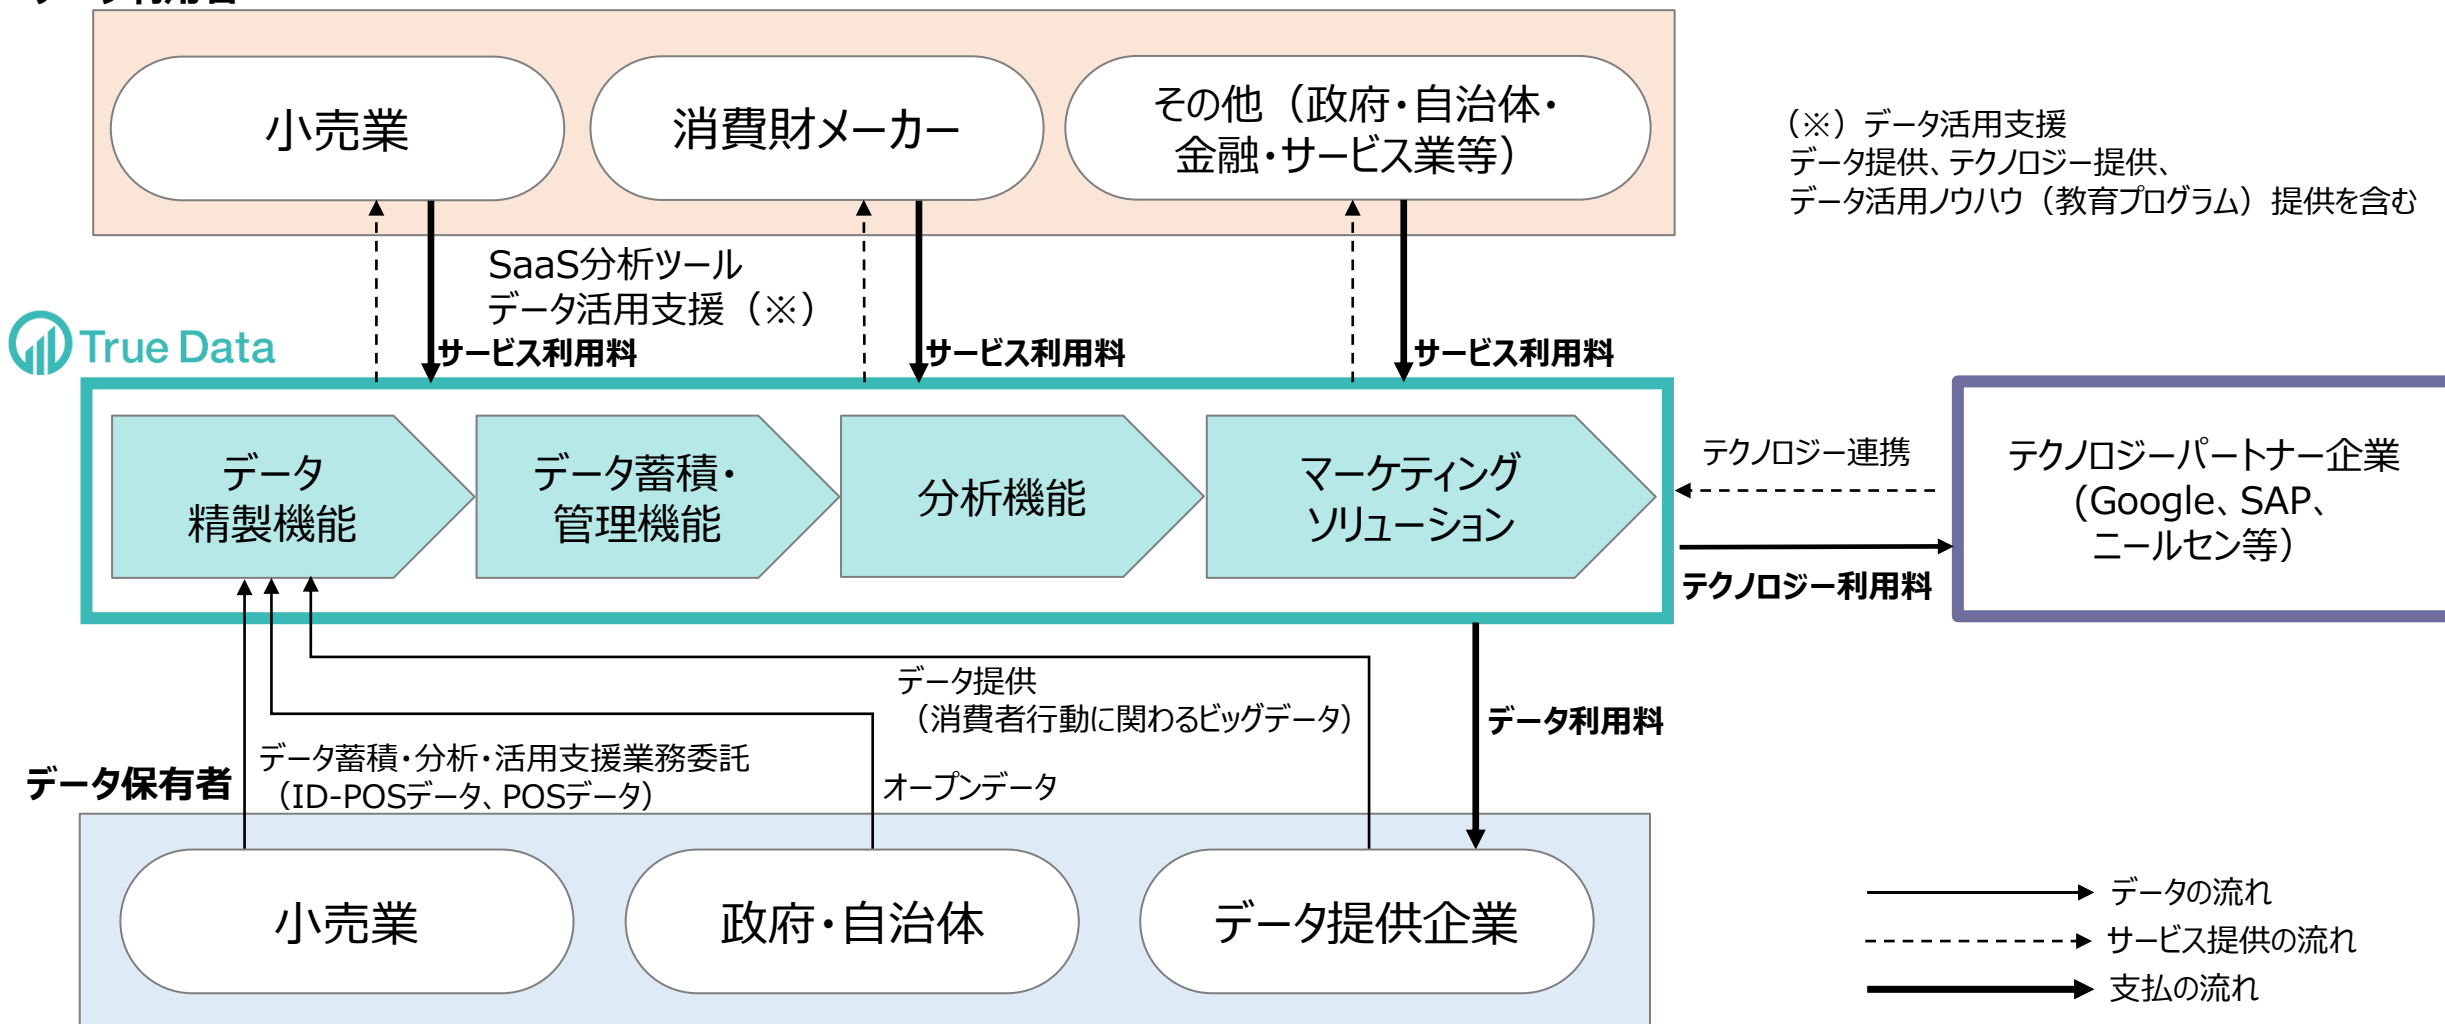 小売業
消費財メーカー
その他（政府・自治体・
金融・サービス業等）
（※）データ活用支援
データ提供、テクノロジー提供、
データ活用ノウハウ（教育プログラム）提供を含む
SaaS分析ツール
データ活用支援（※）
True Data
サービス利用料
サービス利用料
サービス利用料
データ
精製機能
データ蓄積・
管理機能
分析機能
マーケティング
ソリューション
テクノロジー連携
テクノロジー利用料
テクノロジーパートナー企業
（Google、SAP、
ニールセン等）
データ提供
（消費者行動に関わるビッグデータ）
データ利用料
データ保有者
データ蓄積・分析・活用支援業務委託
（ID-POSデータ、POSデータ）
オープンデータ
小売業
政府・自治体
データ提供企業
データの流れ
サービス提供の流れ
支払の流れ